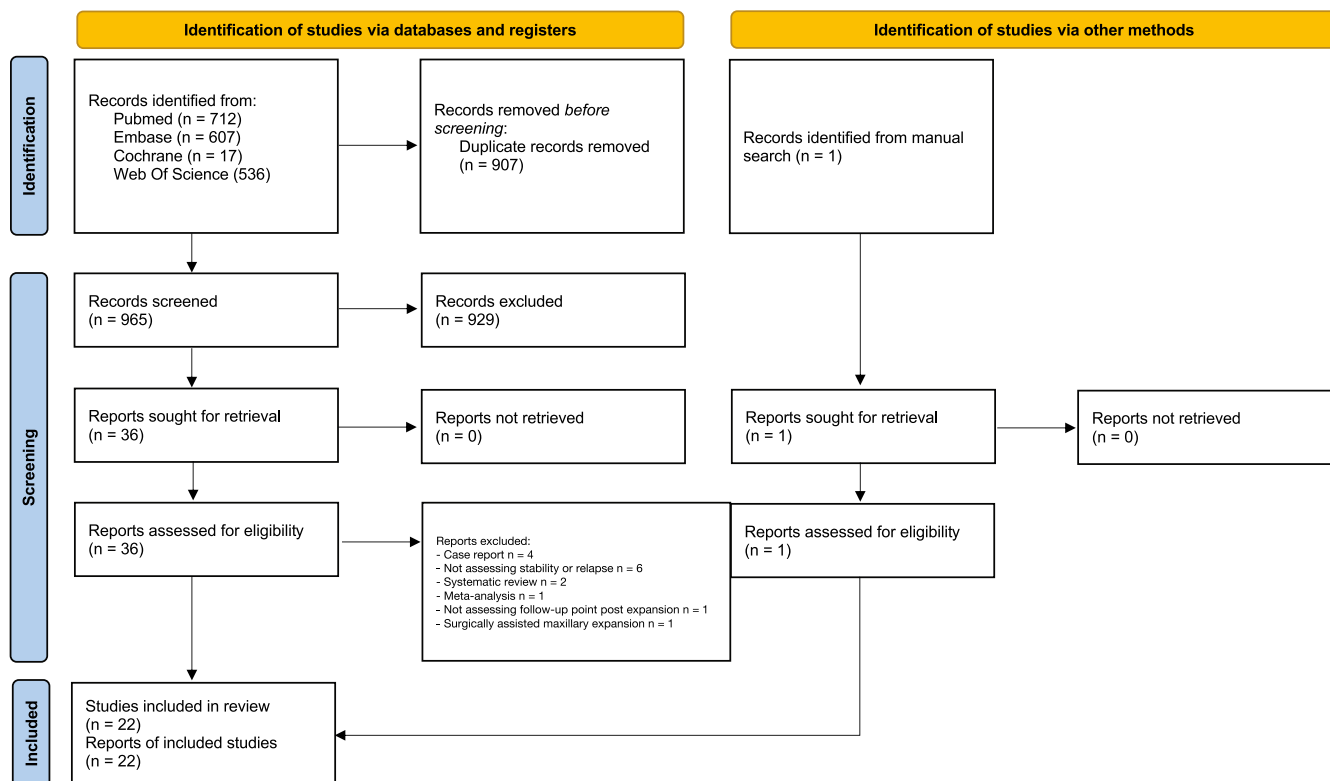 Identification of studies via databases and registers
Identification of studies via other methods
Identification
Records identified from:
Pubmed (n = 712)
Embase (n = 607)
Cochrane (n = 17)
Web Of Science (536)
Records removed before
screening:
Duplicate records removed
(n = 907)
Records identified from manual
search (n = 1)
Screening
Records screened
(n = 965)
Records excluded
(n = 929)
Reports sought for retrieval
(n = 36)
Reports not retrieved
(n = 0)
Reports sought for retrieval
(n = 1)
Reports not retrieved
(n = 0)
Reports assessed for eligibility
(n = 36)
Reports excluded:
- Case report n = 4
- Not assessing stability or relapse n = 6
- Systematic review n = 2
- Meta-analysis n = 1
- Not assessing follow-up point post expansion n = 1
- Surgically assisted maxillary expansion n = 1
Reports assessed for eligibility
(n = 1)
Included
Studies included in review
(n = 22)
Reports of included studies
(n = 22)